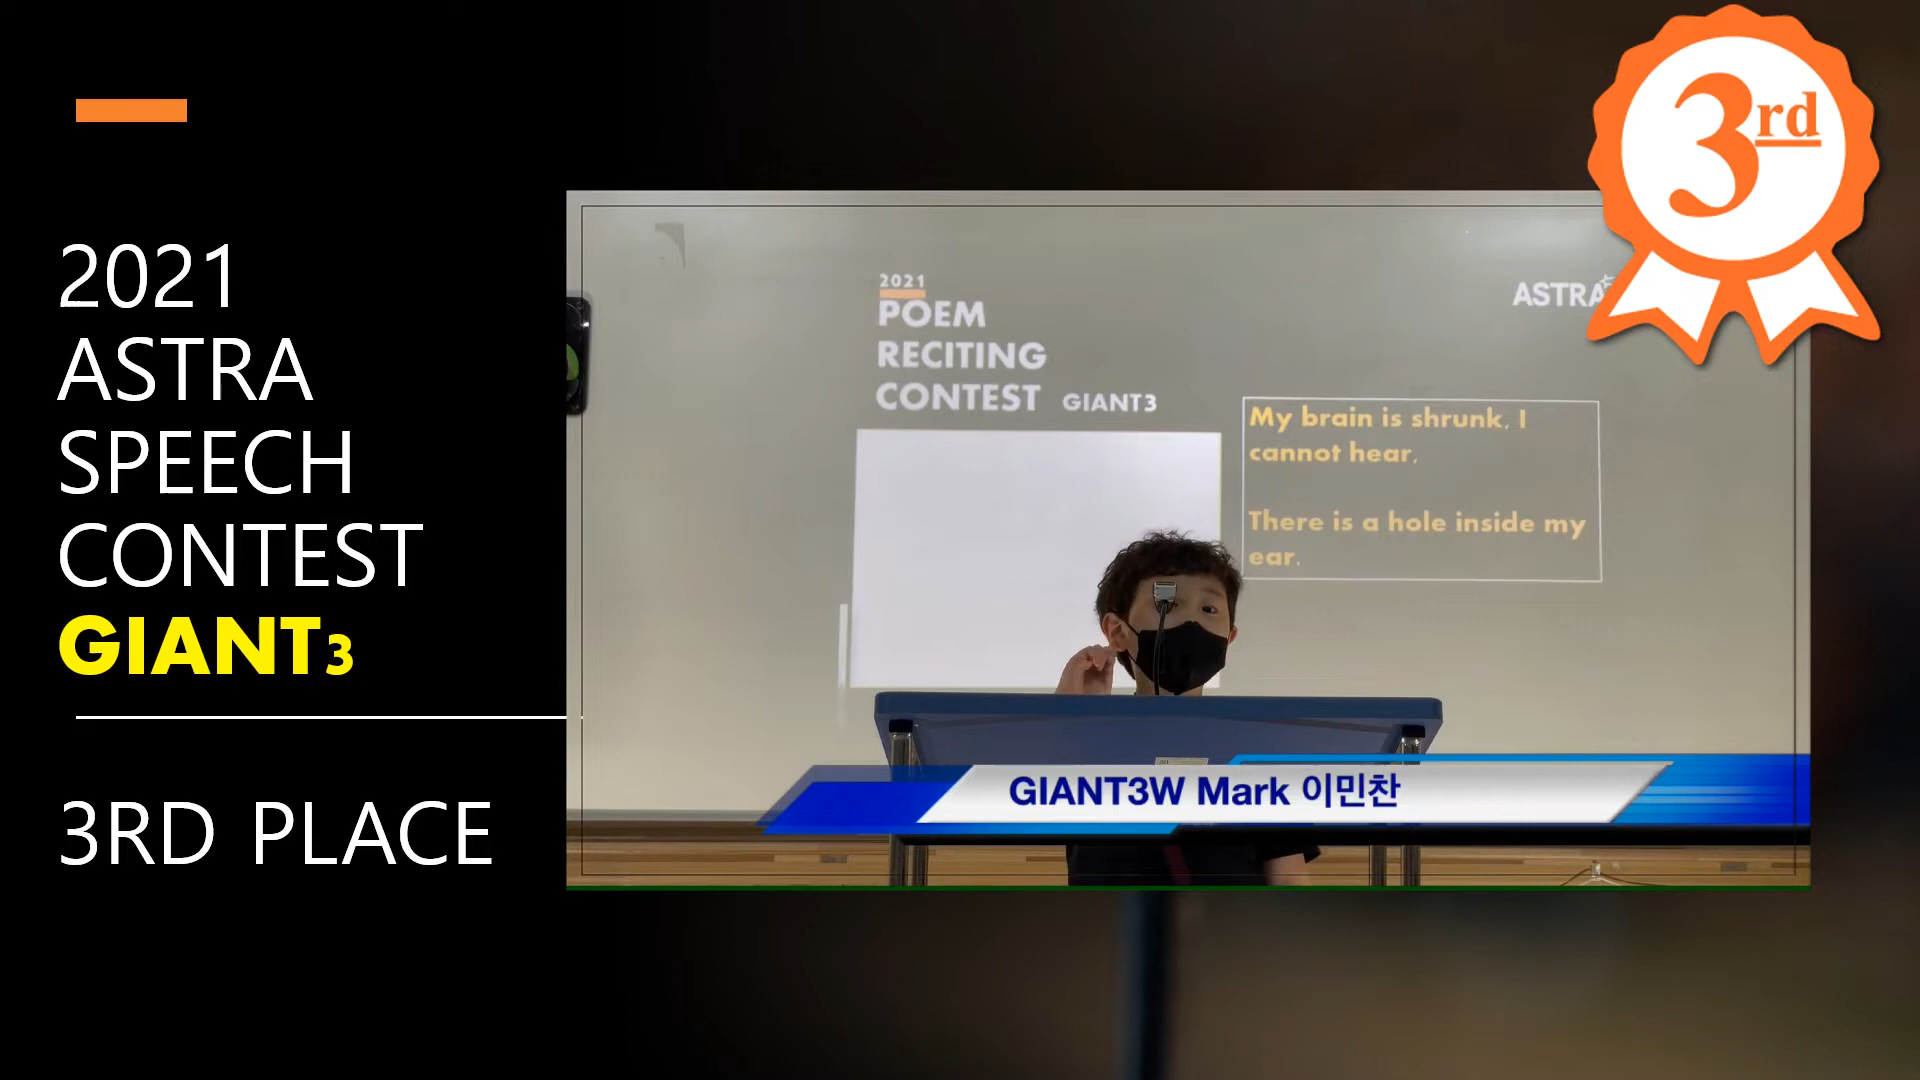 2021
ASTRA
SPEECH
CONTEST
GIANT3
3RD PLACE
3rd
2021
POEM
RECITING
CONTEST GIANT3
ASTRA
My brain is shrunk, I
cannot hear.
There is a hole inside my
ear.
GIANT3W Mark 이민찬